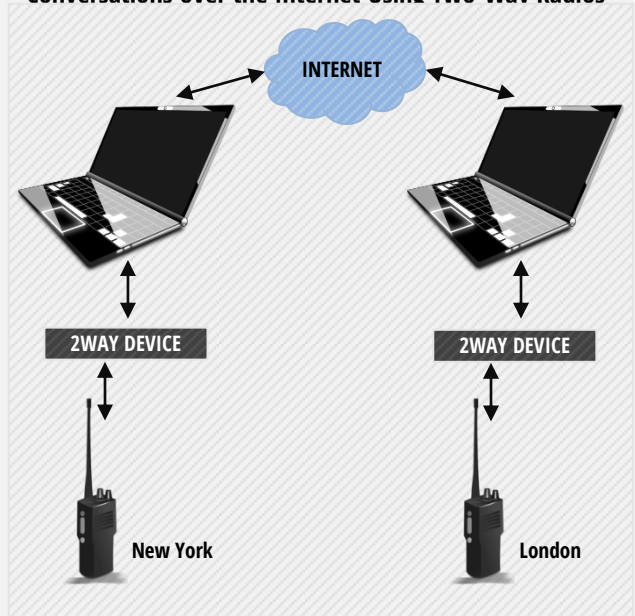 Conversations over the Internet Using Two-Way Radios
INTERNET
2WAY DEVICE
2WAY DEVICE
New York
London